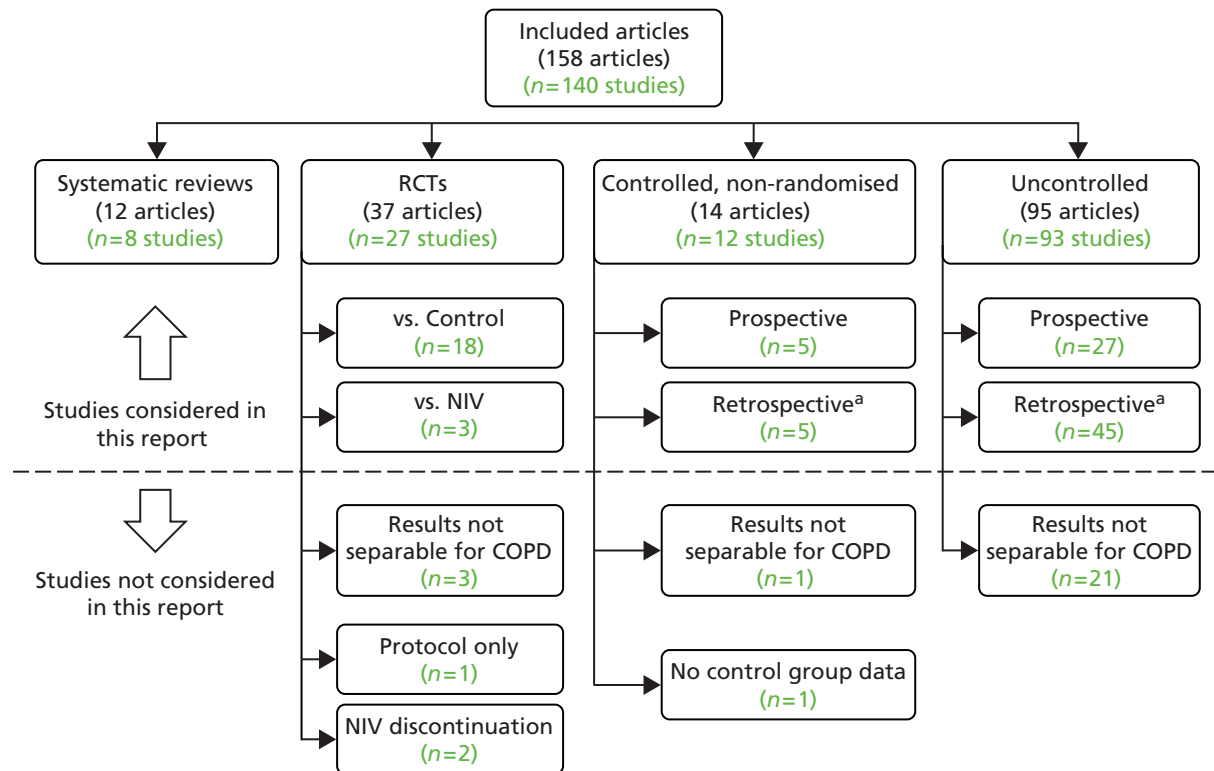 Included articles
(158 articles)
(n=140 studies)
Systematic reviews
(12 articles)
(n=8 studies)
RCTs
(37 articles)
(n=27 studies)
Controlled, non-randomised
(14 articles)
(n=12 studies)
Uncontrolled
(95 articles)
(n=93 studies)
Studies considered in
this report
vs. Control
(n=18)
vs. NIV
(n=3)
Prospective
(n=5)
Retrospectiveᵃ
(n=5)
Prospective
(n=27)
Retrospectiveᵃ
(n=45)
Studies not considered
in this report
Results not
separable for COPD
(n=3)
Protocol only
(n=1)
NIV discontinuation
(n=2)
Results not
separable for COPD
(n=1)
No control group data
(n=1)
Results not
separable for COPD
(n=21)